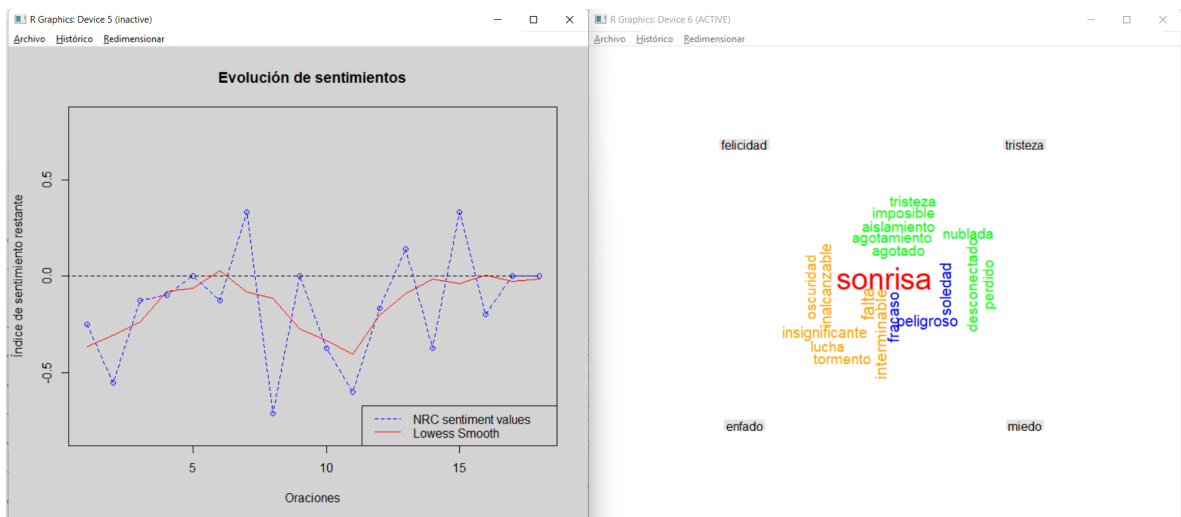 R Graphics: Device 5 (inactive)
Archivo Histórico Redimensionar
Evolución de sentimientos
Índice de sentimiento restante
0.5
0.0
-0.5
NRC sentiment values
Lowess Smooth
5 10 15
Oraciones
R Graphics: Device 6 (ACTIVE)
Archivo Histórico Redimensionar
felicidad tristeza
tristeza
imposible
aislamiento
agotamiento
nublada
agotado
sonrisa
oscuridad
inalcanzable
falta
fracaso
soledad
desconectado
perdido
peligroso
insignificante
lucha
tormento
interminable
enfado miedo